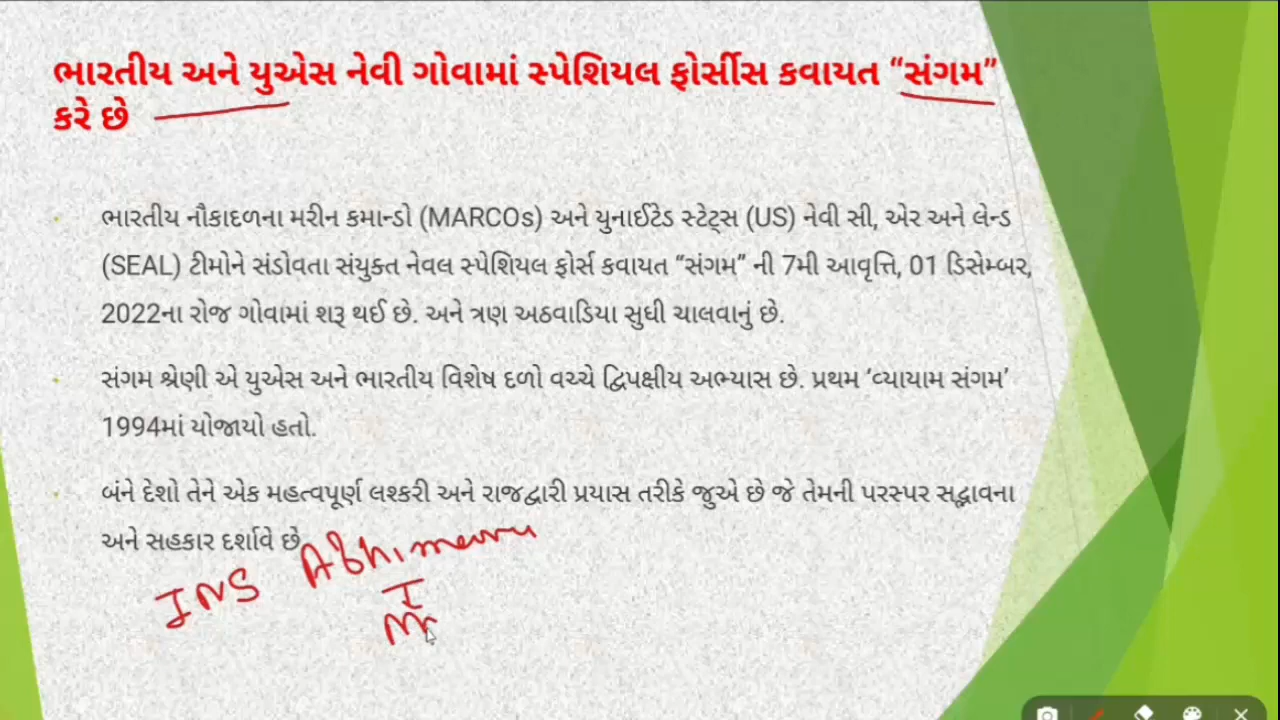 ભારતીય અને યુએસ નેવી ગોવામાં સ્પેશિયલ ફોર્સીસ કવાયત “સંગમ”
કરે છે
ભારતીય નૌકાદળના મરીન કમાન્ડો (MARCOs) અને યુનાઈટેડ સ્ટેટ્સ (US) નેવી સી, એર અને લેન્ડ
(SEAL) ટીમોને સંડોવતા સંયુક્ત નેવલ સ્પેશિયલ ફોર્સ કવાયત “સંગમ” ની 7મી આવૃત્તિ, 01 ડિસેમ્બર,
2022ના રોજ ગોવામાં શરૂ થઈ છે. અને ત્રણ અઠવાડિયા સુધી ચાલવાનું છે.
સંગમ શ્રેણી એ યુએસ અને ભારતીય વિશેષ દળો વચ્ચે દ્વિપક્ષીય અભ્યાસ છે. પ્રથમ ‘વ્યાયામ સંગમ’
1994માં યોજાયો હતો.
બંને દેશો તેને એક મહત્વપૂર્ણ લશ્કરી અને રાજદ્વારી પ્રયાસ તરીકે જુએ છે જે તેમની પરસ્પર સદ્ભાવના
અને સહકાર દર્શાવે છે
INS